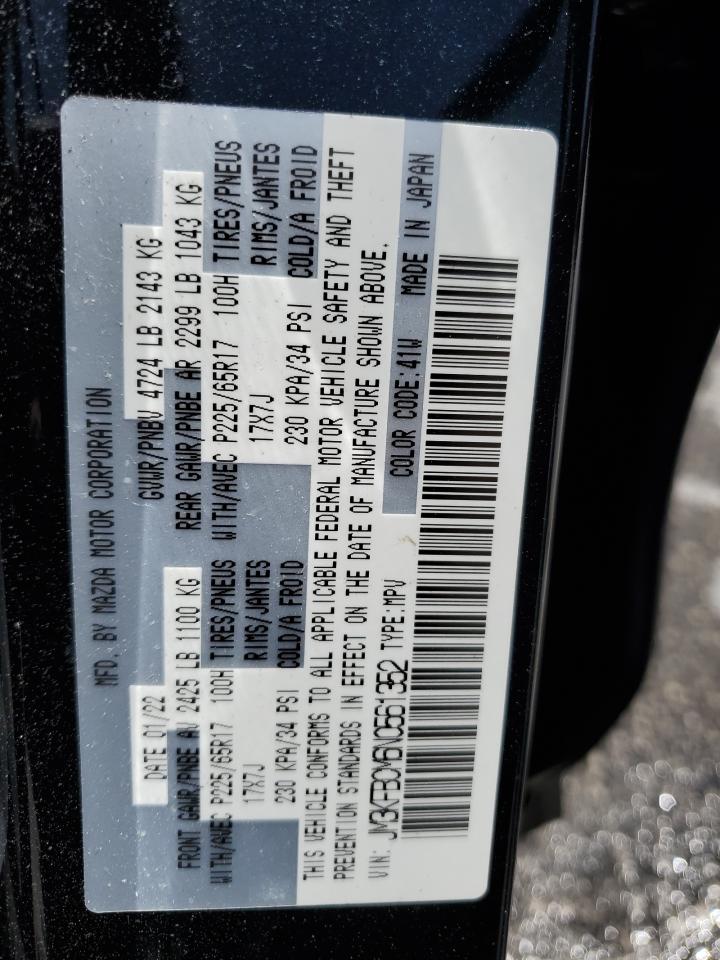 MFD. BY MAZDA MOTOR CORPORATION
DATE 01/22 GVWR/PNBV 4724 LB 2143 KG
FRONT GAWR/PNBE AV 2425 LB 1100 KG REAR GAWR/PNBE AR 2299 LB 1043 KG
WITH/AVEC P225/65R17 100H TIRES/PNEUS WITH/AVEC P225/65R17 100H TIRES/PNEUS
17X7J RIMS/JANTES 17X7J RIMS/JANTES
230 KPA/34 PSI COLD/A FROID 230 KPA/34 PSI COLD/A FROID
THIS VEHICLE CONFORMS TO ALL APPLICABLE FEDERAL MOTOR VEHICLE SAFETY AND THEFT
PREVENTION STANDARDS IN EFFECT ON THE DATE OF MANUFACTURE SHOWN ABOVE.
VIN: JM3KFBCM6N0561352 TYPE:MPV COLOR CODE:41W MADE IN JAPAN